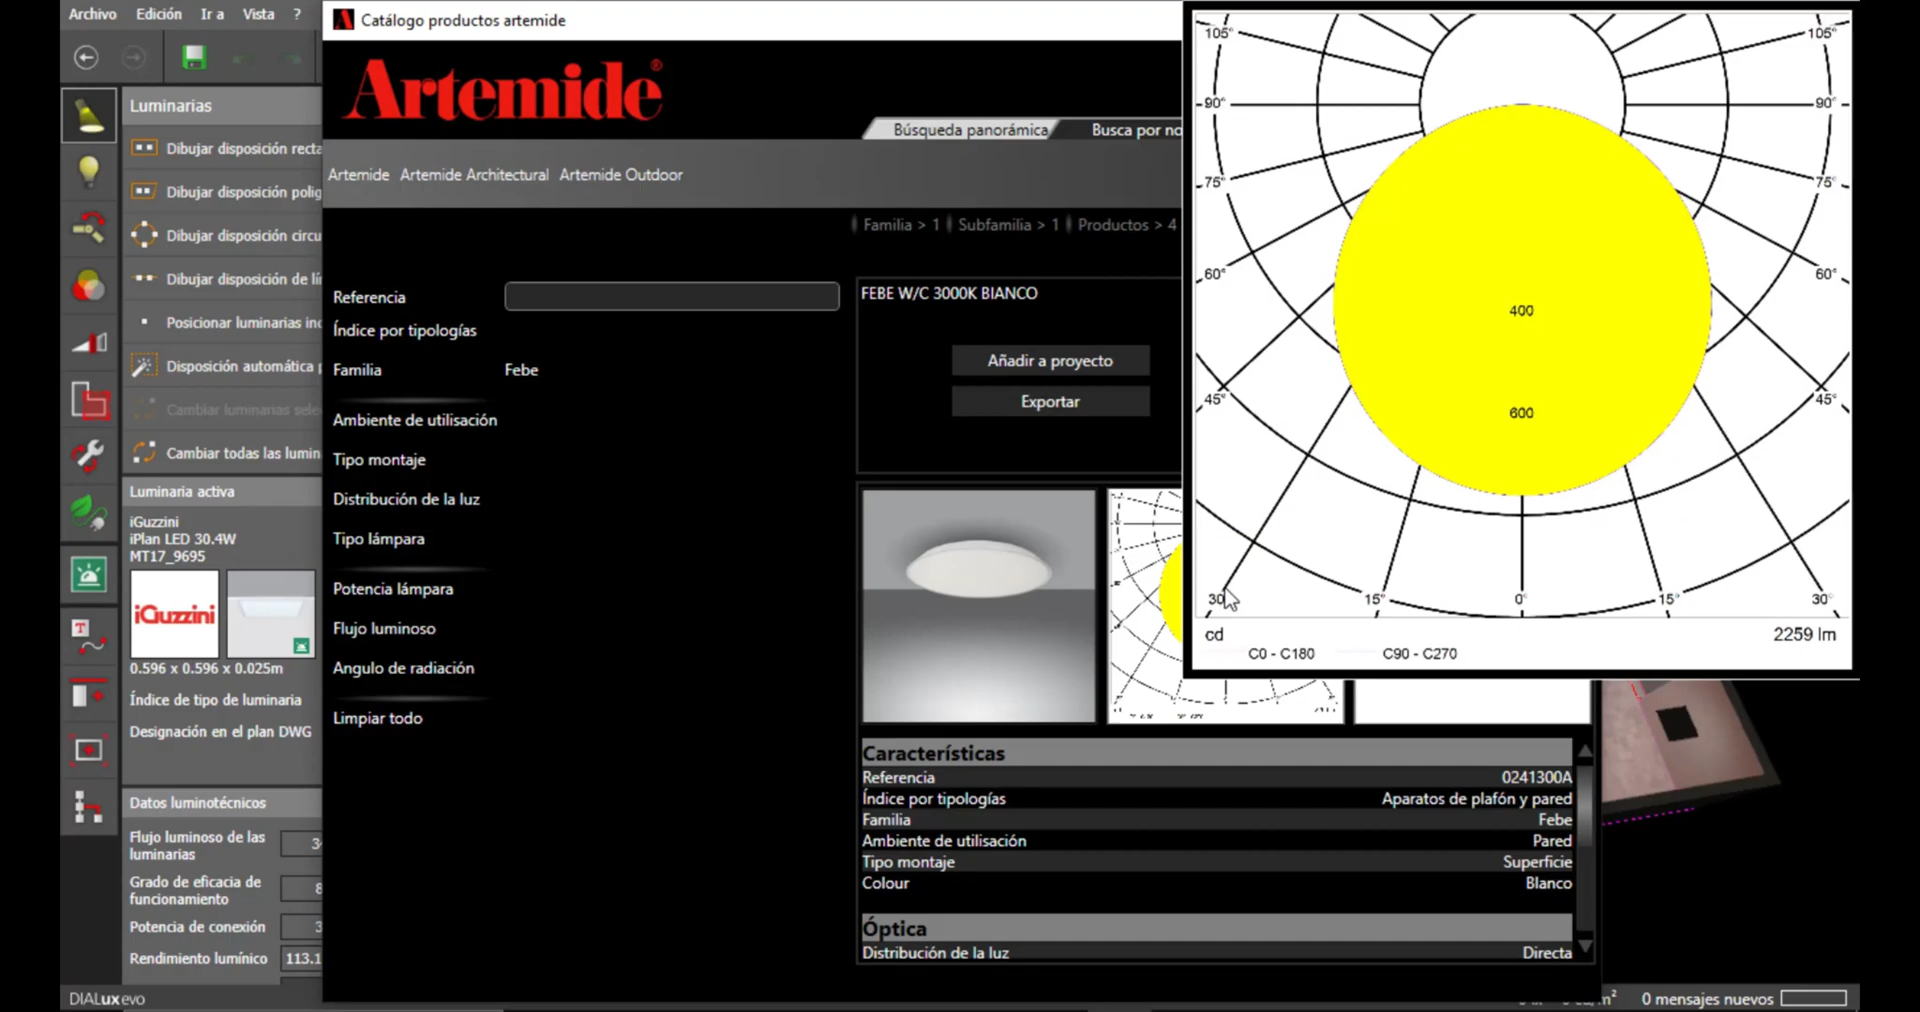 Archivo Edición Ir a Vista ?
Catálogo productos artemide
Artemide®
Búsqueda panorámica Busca por no
Artemide Artemide Architectural Artemide Outdoor
Familia > 1 Subfamilia > 1 Productos > 4
Luminarias
Dibujar disposición recta
Dibujar disposición polig
Dibujar disposición circu
Dibujar disposición de lí
Posicionar luminarias inc
Disposición automática p
Cambiar luminarias sele
Cambiar todas las lumin
Luminaria activa
iGuzzini
iPlan LED 30.4W
MT17_9695
iGuzzini
0.596 x 0.596 x 0.025m
Índice de tipo de luminaria
Designación en el plan DWG
Datos luminotécnicos
Flujo luminoso de las
luminarias
Grado de eficacia de
funcionamiento
Potencia de conexión
Rendimiento lumínico 113.1
DIALux evo
Referencia
Índice por tipologías
Familia Febe
Ambiente de utilisación
Tipo montaje
Distribución de la luz
Tipo lámpara
Potencia lámpara
Flujo luminoso
Angulo de radiación
Limpiar todo
FEBE W/C 3000K BIANCO
Añadir a proyecto
Exportar
105° 105°
90° 90°
75° 75°
60° 60°
45° 45°
400
600
30 15° 0° 15° 30°
cd 2259 lm
C0 - C180 C90 - C270
Características
Referencia 0241300A
Índice por tipologías Aparatos de plafón y pared
Familia Febe
Ambiente de utilisación Pared
Tipo montaje Superficie
Colour Blanco
Óptica
Distribución de la luz Directa
0 mensajes nuevos